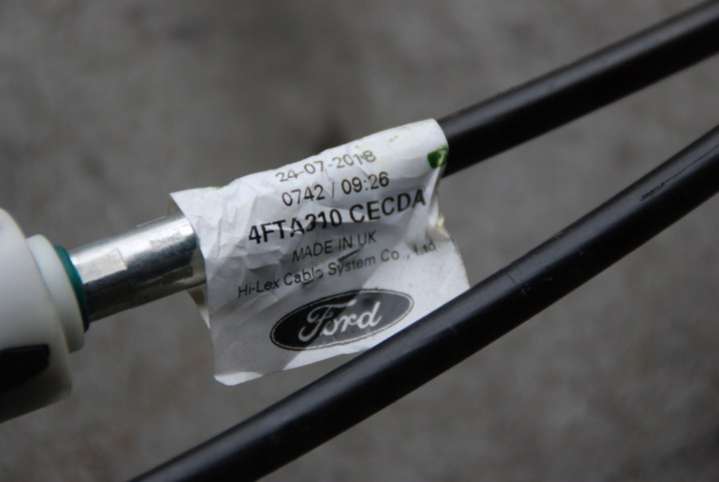 24-07-2018
0742 / 09:26
4FTA310 CECDA
MADE IN UK
Hi-Lex Cable System Co., Ltd
Ford